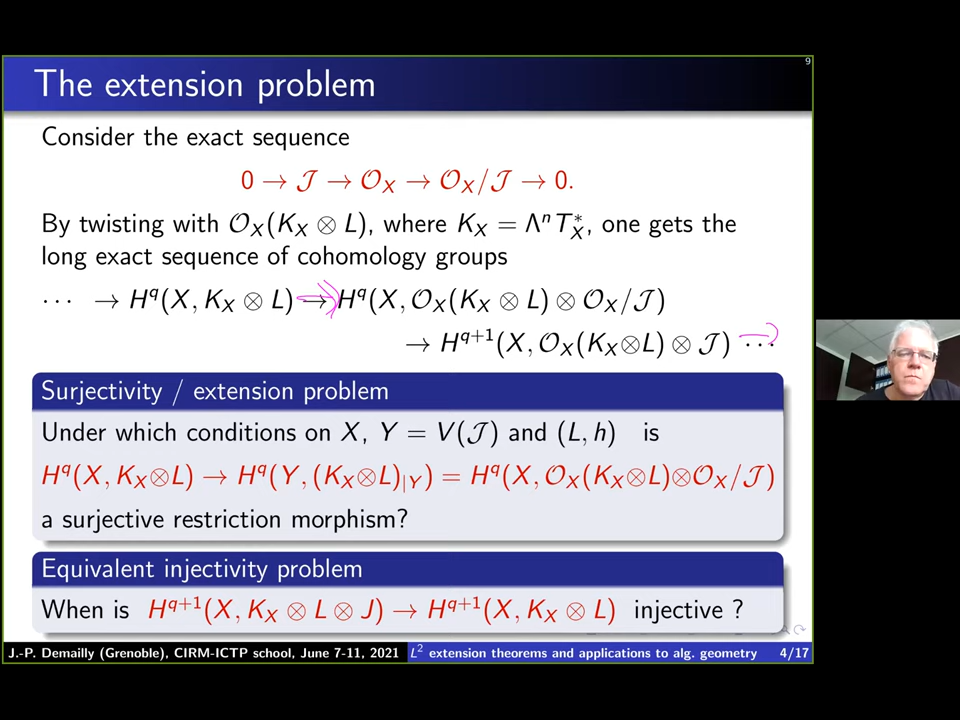 9
The extension problem
Consider the exact sequence
0 → 𝒥 → 𝒪_X → 𝒪_X/𝒥 → 0.
By twisting with 𝒪_X(K_X ⊗ L), where K_X = Λ^n T*_X, one gets the
long exact sequence of cohomology groups
··· → H^q(X, K_X ⊗ L) → H^q(X, 𝒪_X(K_X ⊗ L) ⊗ 𝒪_X/𝒥)
→ H^{q+1}(X, 𝒪_X(K_X⊗L) ⊗ 𝒥) ···
Surjectivity / extension problem
Under which conditions on X, Y = V(𝒥) and (L, h) is
H^q(X, K_X⊗L) → H^q(Y, (K_X⊗L)_{|Y}) = H^q(X, 𝒪_X(K_X⊗L)⊗𝒪_X/𝒥)
a surjective restriction morphism?
Equivalent injectivity problem
When is H^{q+1}(X, K_X ⊗ L ⊗ J) → H^{q+1}(X, K_X ⊗ L) injective ?
J.-P. Demailly (Grenoble), CIRM-ICTP school, June 7-11, 2021 L² extension theorems and applications to alg. geometry 4/17